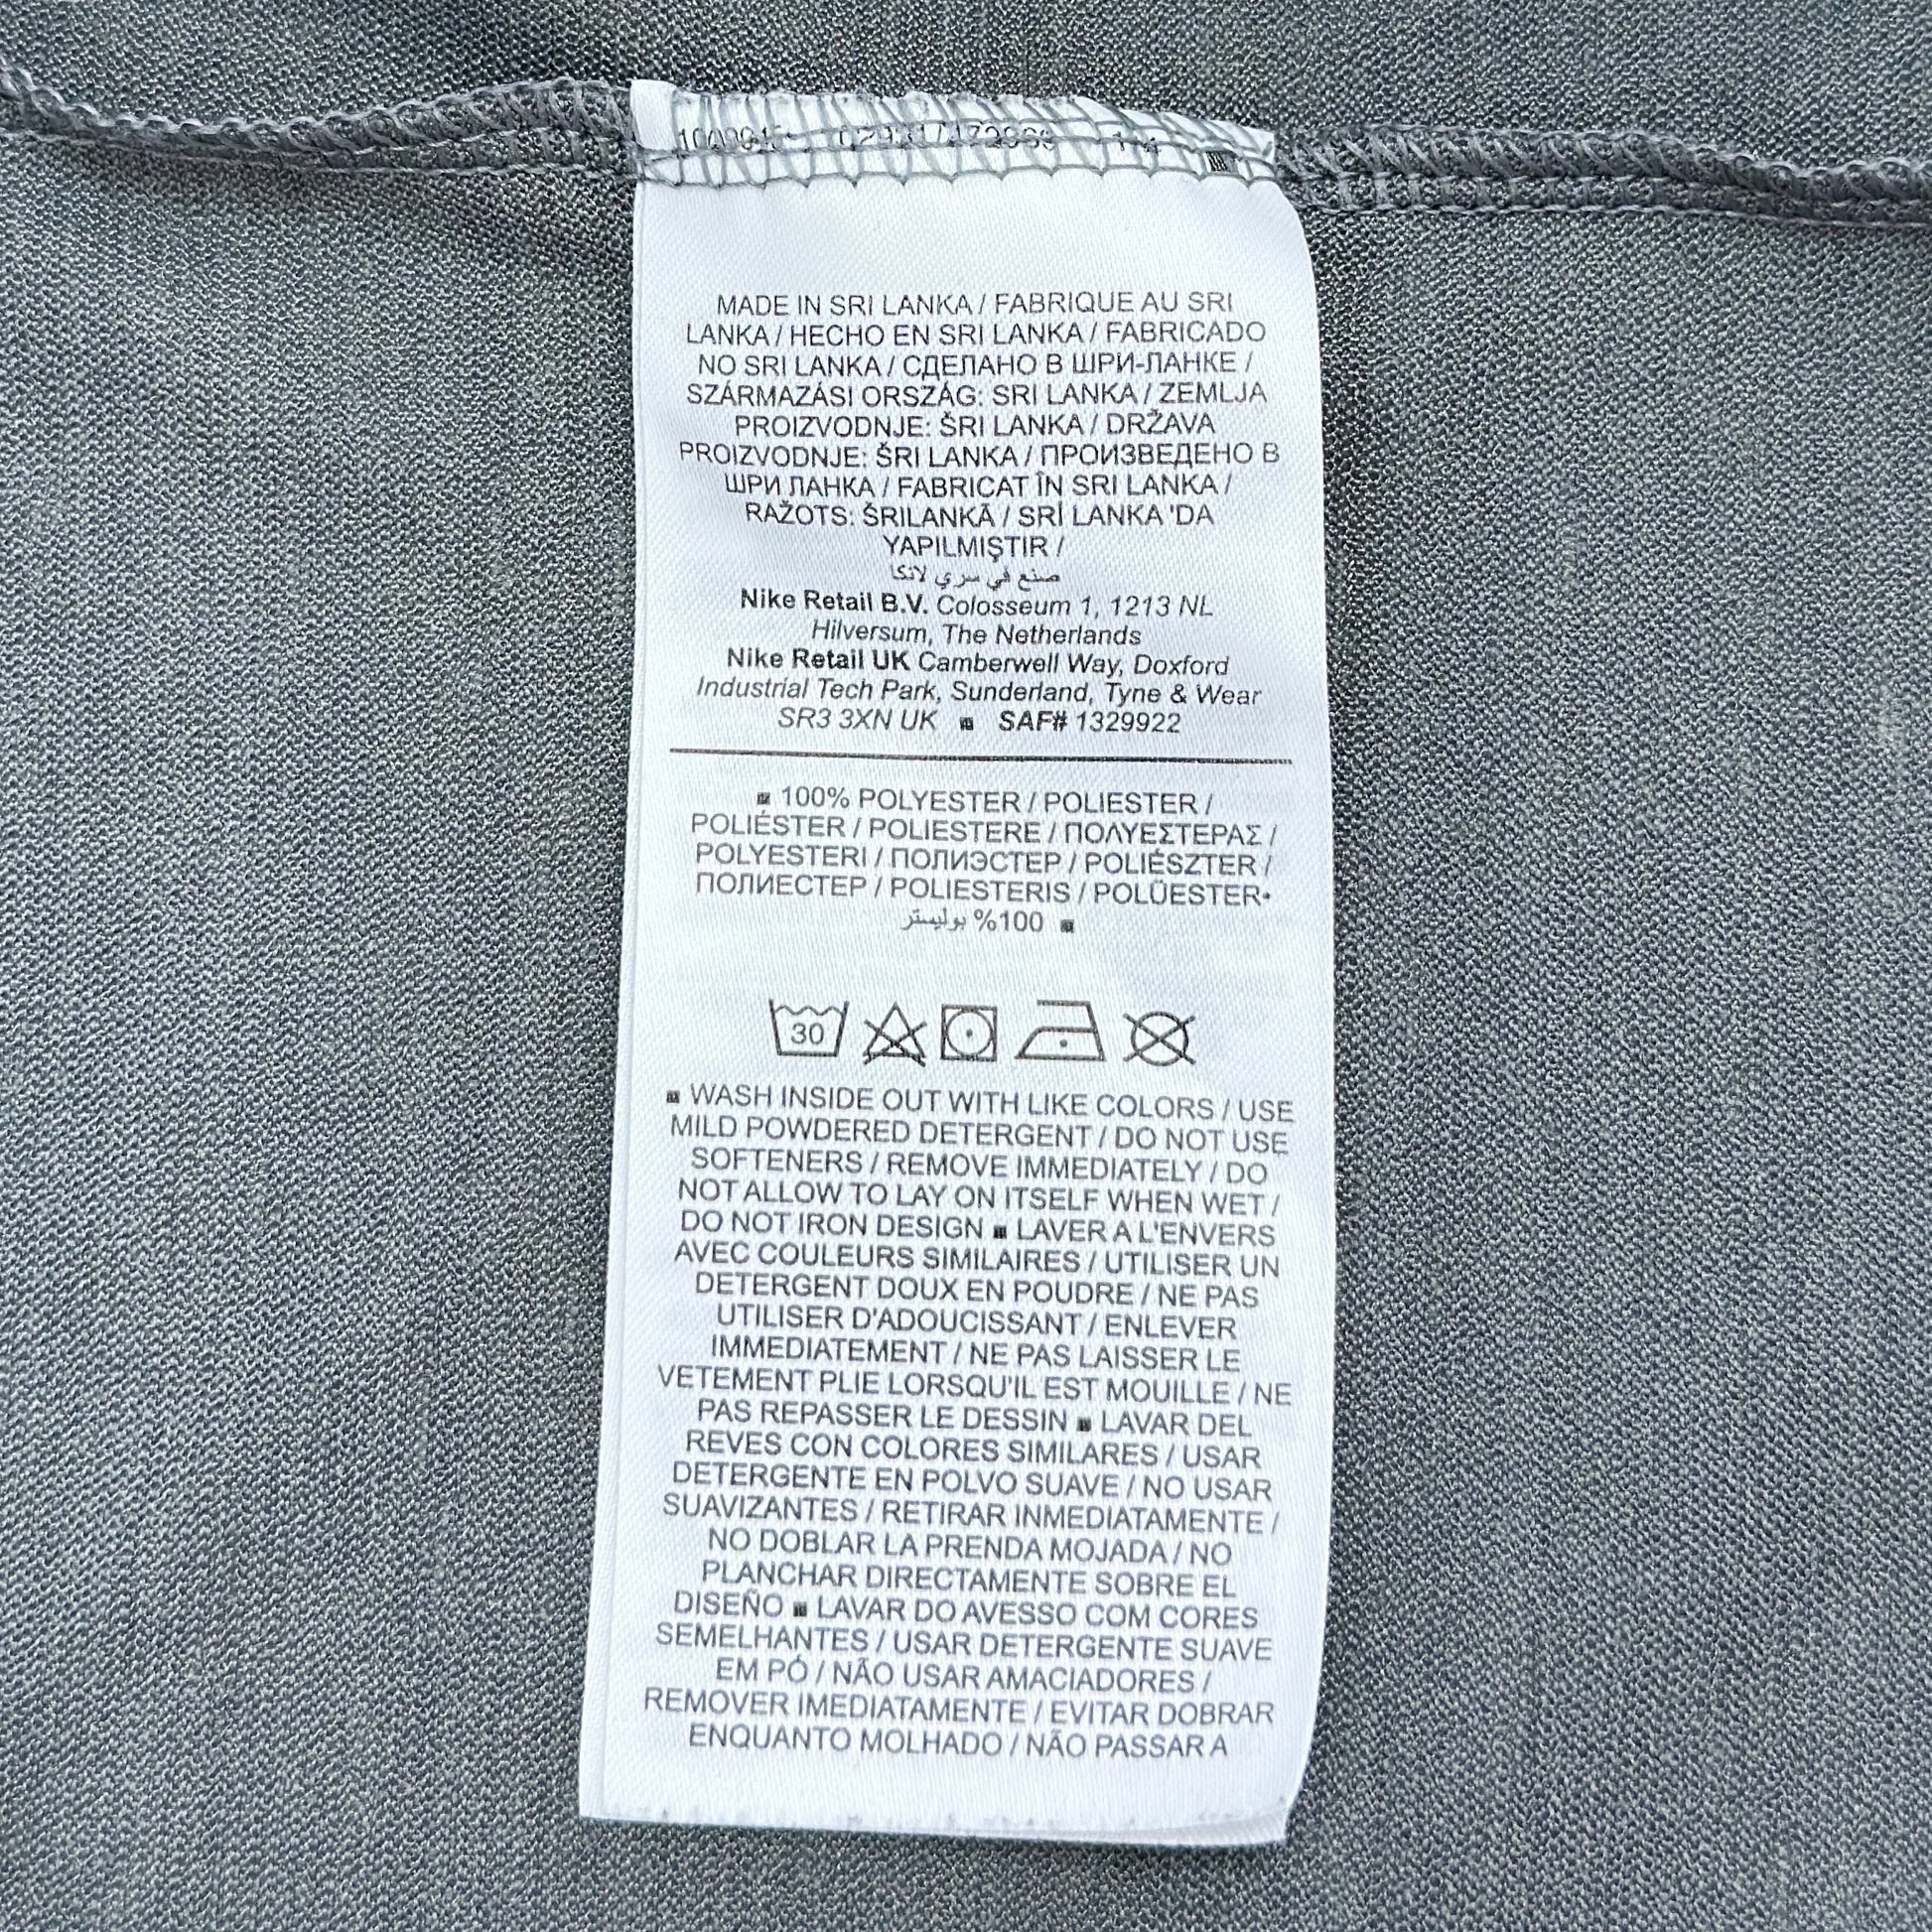 MADE IN SRI LANKA / FABRIQUE AU SRI
LANKA / HECHO EN SRI LANKA / FABRICADO
NO SRI LANKA / СДЕЛАНО В ШРИ-ЛАНКЕ /
SZÁRMAZÁSI ORSZÁG: SRI LANKA / ZEMLJA
PROIZVODNJE: ŠRI LANKA / DRŽAVA
PROIZVODNJE: ŠRI LANKA / ПРОИЗВЕДЕНО В
ШРИ ЛАНКА / FABRICAT ÎN SRI LANKA /
RAŽOTS: ŠRILANKĀ / SRİ LANKA 'DA
YAPILMIŞTIR /
صنع في سري لانكا
Nike Retail B.V. Colosseum 1, 1213 NL
Hilversum, The Netherlands
Nike Retail UK Camberwell Way, Doxford
Industrial Tech Park, Sunderland, Tyne & Wear
SR3 3XN UK ▪ SAF# 1329922
▪ 100% POLYESTER / POLIESTER /
POLIÉSTER / POLIESTERE / ΠΟΛΥΕΣΤΕΡΑΣ /
POLYESTERI / ПОЛИЭСТЕР / POLIÉSZTER /
ПОЛИЕСТЕР / POLIESTERIS / POLÜESTER•
100% بوليستر ▪
30
▪ WASH INSIDE OUT WITH LIKE COLORS / USE
MILD POWDERED DETERGENT / DO NOT USE
SOFTENERS / REMOVE IMMEDIATELY / DO
NOT ALLOW TO LAY ON ITSELF WHEN WET /
DO NOT IRON DESIGN ▪ LAVER A L'ENVERS
AVEC COULEURS SIMILAIRES / UTILISER UN
DETERGENT DOUX EN POUDRE / NE PAS
UTILISER D'ADOUCISSANT / ENLEVER
IMMEDIATEMENT / NE PAS LAISSER LE
VETEMENT PLIE LORSQU'IL EST MOUILLE / NE
PAS REPASSER LE DESSIN ▪ LAVAR DEL
REVES CON COLORES SIMILARES / USAR
DETERGENTE EN POLVO SUAVE / NO USAR
SUAVIZANTES / RETIRAR INMEDIATAMENTE /
NO DOBLAR LA PRENDA MOJADA / NO
PLANCHAR DIRECTAMENTE SOBRE EL
DISEÑO ▪ LAVAR DO AVESSO COM CORES
SEMELHANTES / USAR DETERGENTE SUAVE
EM PÓ / NÃO USAR AMACIADORES /
REMOVER IMEDIATAMENTE / EVITAR DOBRAR
ENQUANTO MOLHADO / NÃO PASSAR A